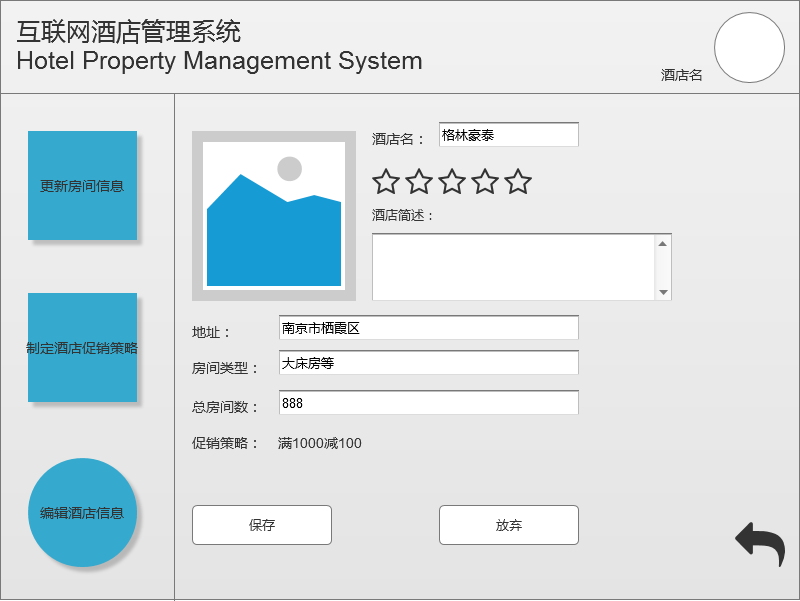 互联网酒店管理系统
Hotel Property Management System
酒店名
更新房间信息
制定酒店促销策略
编辑酒店信息
酒店名： 格林豪泰
酒店简述：
地址： 南京市栖霞区
房间类型： 大床房等
总房间数： 888
促销策略： 满1000减100
保存 放弃